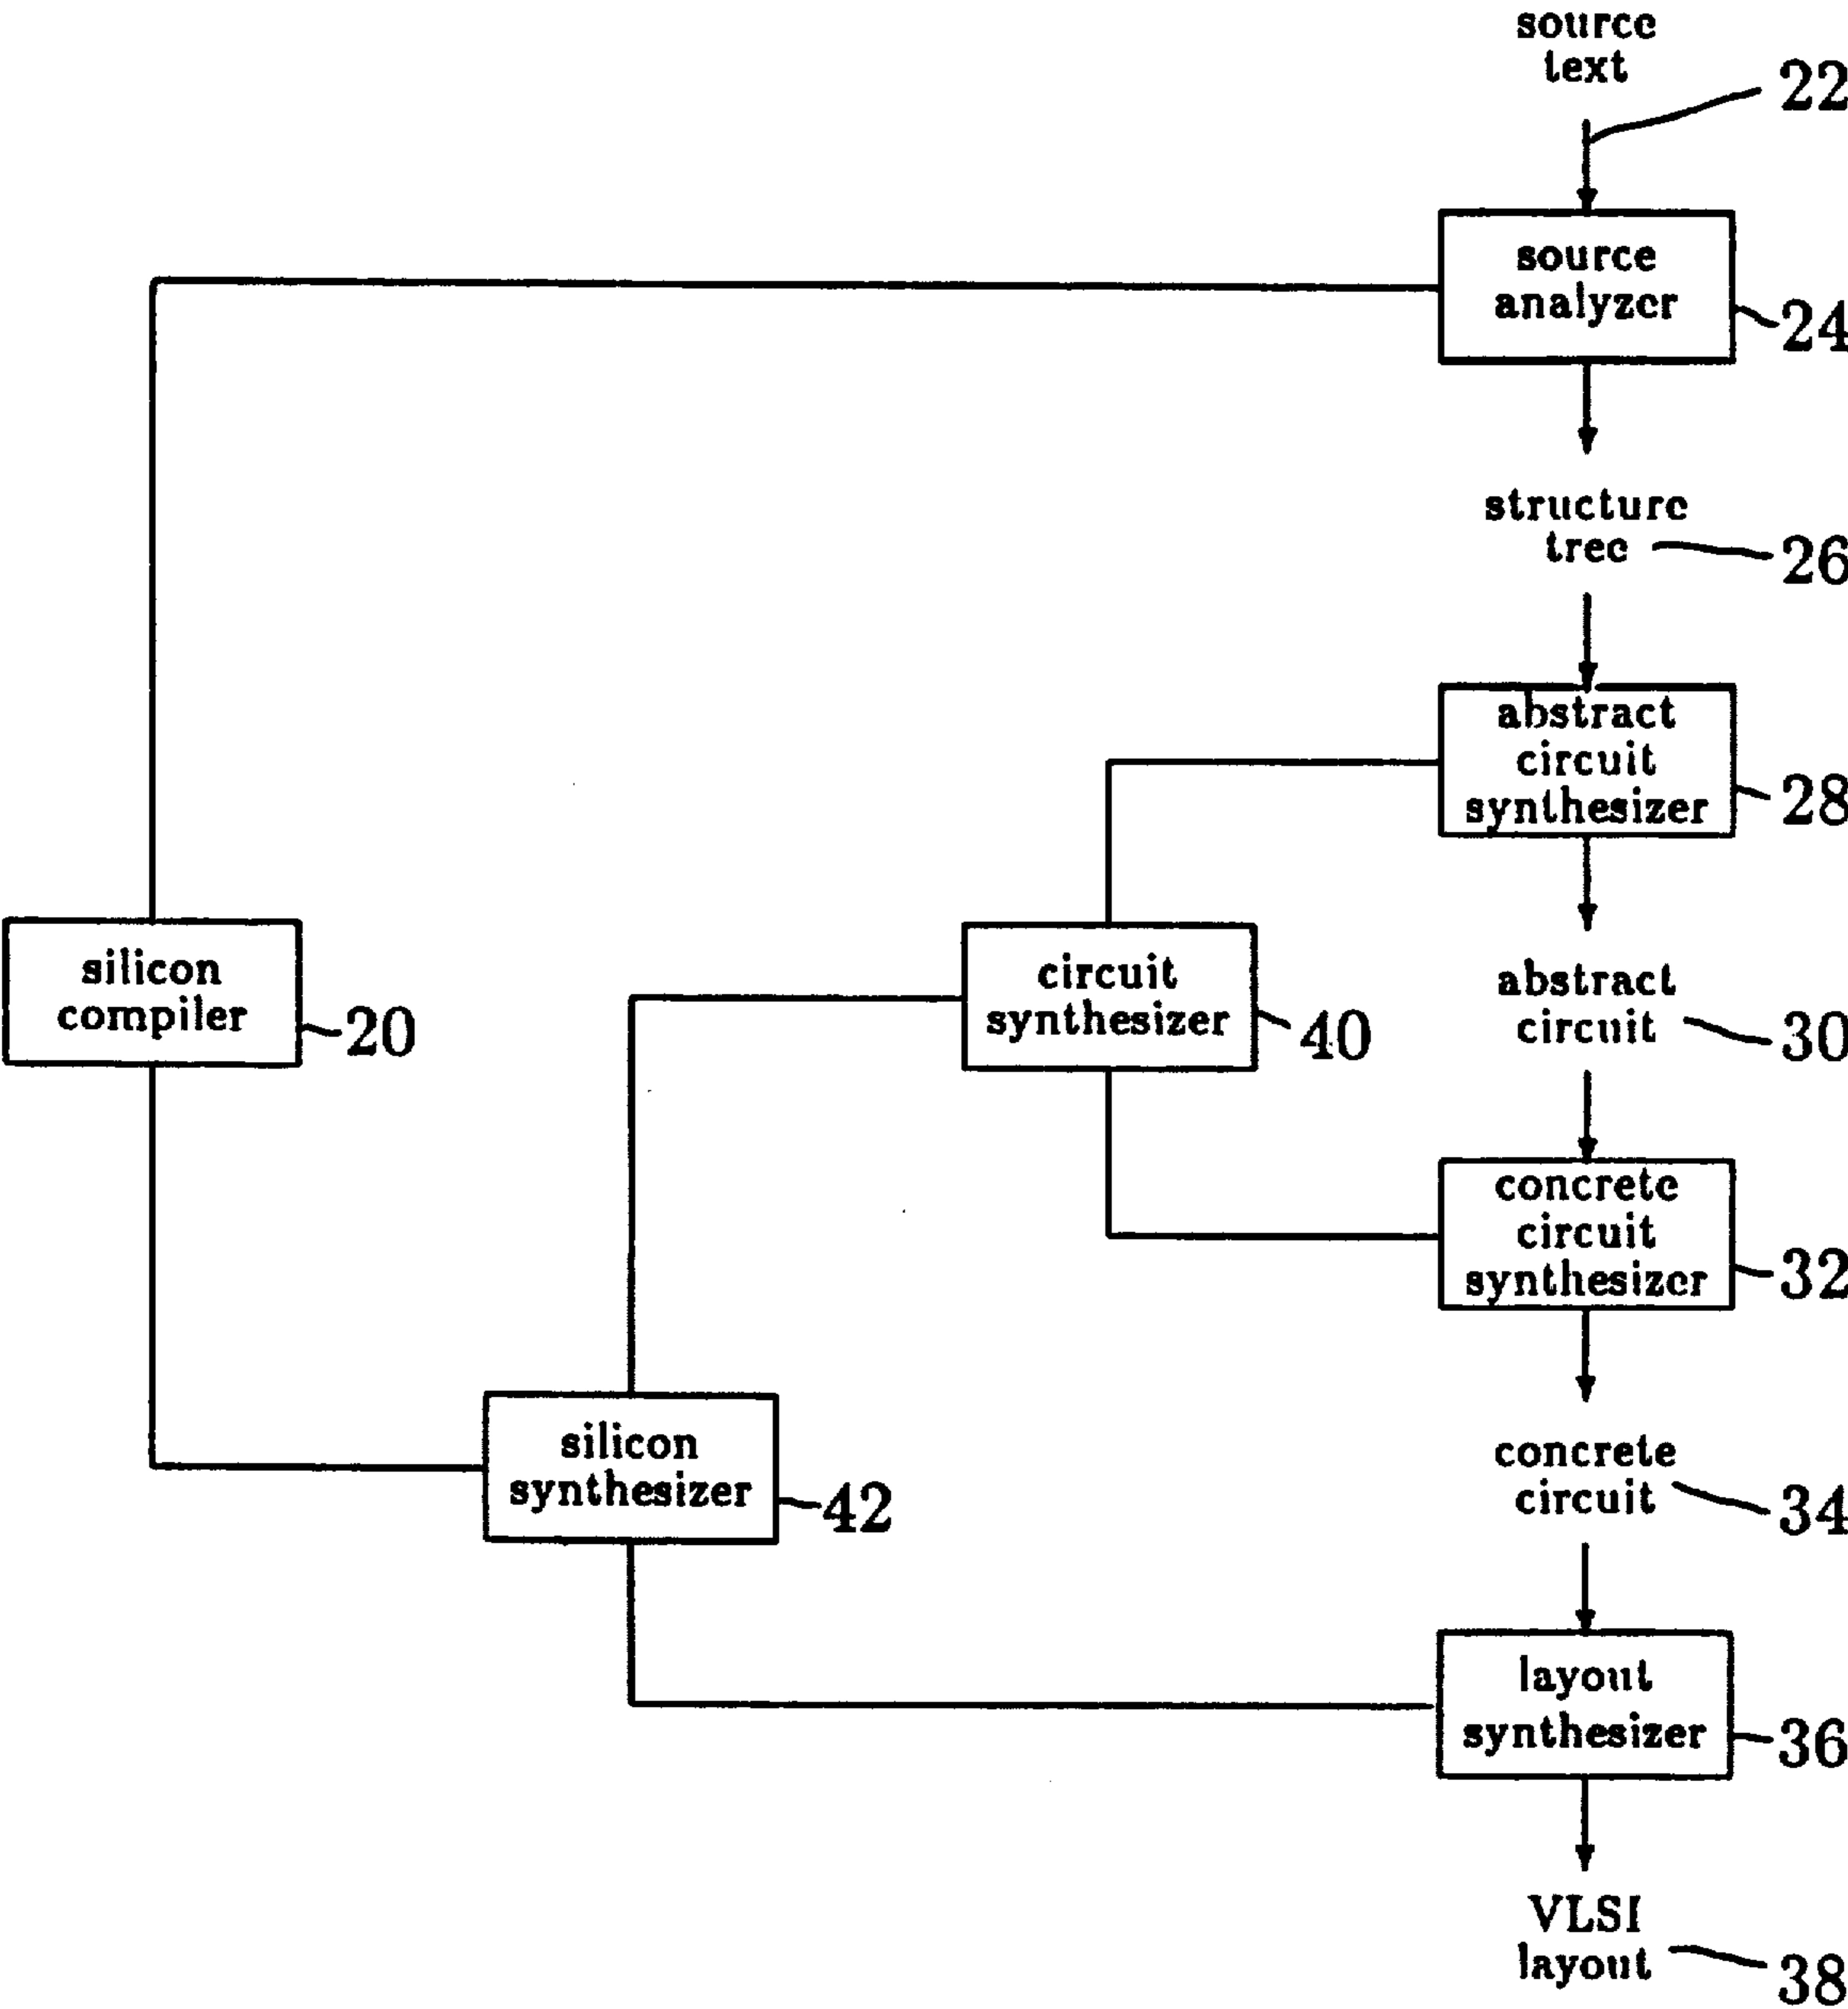 source
text
22
source
analyzer
24
structure
tree
26
abstract
circuit
synthesizer
28
silicon
compiler
20
circuit
synthesizer
40
abstract
circuit
30
concrete
circuit
synthesizer
32
silicon
synthesizer
42
concrete
circuit
34
layout
synthesizer
36
VLSI
layout
38